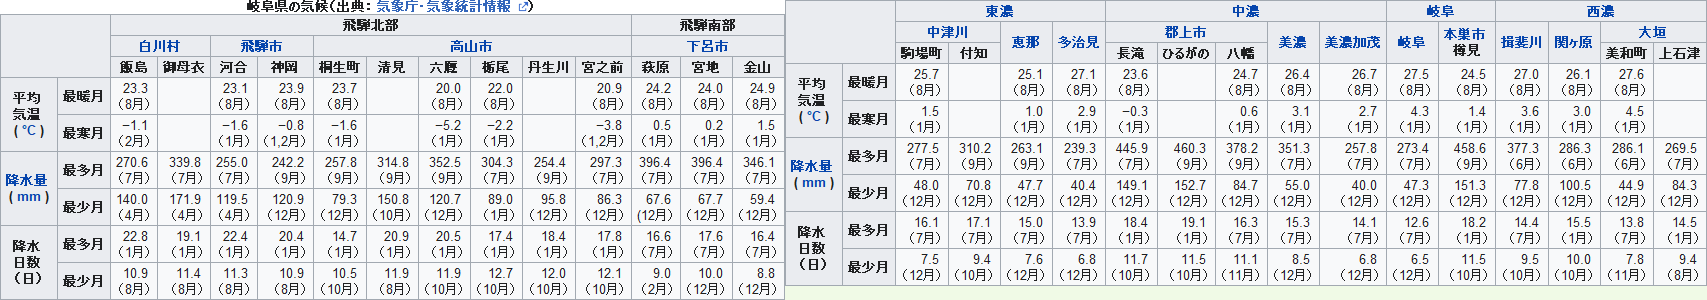 岐阜県の気候(出典: 気象庁・気象統計情報)
飛騨北部 飛騨南部
白川村 飛騨市 高山市 下呂市
飯島 御母衣 河合 神岡 桐生町 清見 六厩 栃尾 丹生川 宮之前 萩原 宮地 金山
平均気温(℃) 最暖月 23.3(8月) 23.1(8月) 23.9(8月) 23.7(8月) 20.0(8月) 22.0(8月) 20.9(8月) 24.2(8月) 24.0(8月) 24.9(8月)
最寒月 −1.1(2月) −1.6(1月) −0.8(1,2月) −1.6(1月) −5.2(1月) −2.2(1月) −3.8(1,2月) 0.5(1月) 0.2(1月) 1.5(1月)
降水量(mm) 最多月 270.6(7月) 339.8(7月) 255.0(7月) 242.2(9月) 257.8(9月) 314.8(9月) 352.5(9月) 304.3(7月) 254.4(9月) 297.3(7月) 396.4(7月) 396.4(7月) 346.1(7月)
最少月 140.0(4月) 171.9(4月) 119.5(4月) 120.9(12月) 79.3(12月) 150.8(10月) 120.7(12月) 89.0(1月) 95.8(12月) 86.3(12月) 67.6(12月) 67.7(12月) 59.4(12月)
降水日数(日) 最多月 22.8(1月) 19.1(1月) 22.4(1月) 20.4(1月) 14.7(7月) 20.9(1月) 20.5(1月) 17.4(7月) 18.4(1月) 17.8(7月) 16.6(7月) 17.6(7月) 16.4(7月)
最少月 10.9(8月) 11.4(8月) 11.3(8月) 10.9(8月) 10.5(10月) 11.9(8月) 11.9(10月) 12.7(10月) 12.0(10月) 12.1(10月) 9.0(2月) 10.0(12月) 8.8(12月)
東濃 中濃 岐阜 西濃
中津川 恵那 多治見 郡上市 美濃 美濃加茂 岐阜 本巣市樽見 揖斐川 関ヶ原 大垣
駒場町 付知 長滝 ひるがの 八幡 美和町 上石津
平均気温(℃) 最暖月 25.7(8月) 25.1(8月) 27.1(8月) 23.6(8月) 24.7(8月) 26.4(8月) 26.7(8月) 27.5(8月) 24.5(8月) 27.0(8月) 26.1(8月) 27.6(8月)
最寒月 1.5(1月) 1.0(1月) 2.9(1月) −0.3(1月) 0.6(1月) 3.1(1月) 2.7(1月) 4.3(1月) 1.4(1月) 3.6(1月) 3.0(1月) 4.5(1月)
降水量(mm) 最多月 277.5(7月) 310.2(9月) 263.1(9月) 239.3(7月) 445.9(7月) 460.3(9月) 378.2(9月) 351.3(7月) 257.8(7月) 273.4(7月) 458.6(9月) 377.3(6月) 286.3(6月) 286.1(6月) 269.5(7月)
最少月 48.0(12月) 70.8(12月) 47.7(12月) 40.4(12月) 149.1(12月) 152.7(12月) 84.7(12月) 55.0(12月) 40.0(12月) 47.3(12月) 151.3(12月) 77.8(12月) 100.5(12月) 44.9(12月) 84.3(12月)
降水日数(日) 最多月 16.1(7月) 17.1(7月) 15.0(7月) 13.9(7月) 18.4(1月) 19.1(1月) 16.3(7月) 15.3(7月) 14.1(7月) 12.6(7月) 18.2(1月) 14.4(7月) 15.5(7月) 13.8(7月) 14.5(1月)
最少月 7.5(12月) 9.4(10月) 7.6(12月) 6.8(12月) 11.7(10月) 11.5(10月) 11.1(11月) 8.5(12月) 6.8(12月) 6.5(12月) 11.5(10月) 9.5(10月) 10.0(10月) 7.8(11月) 9.4(8月)